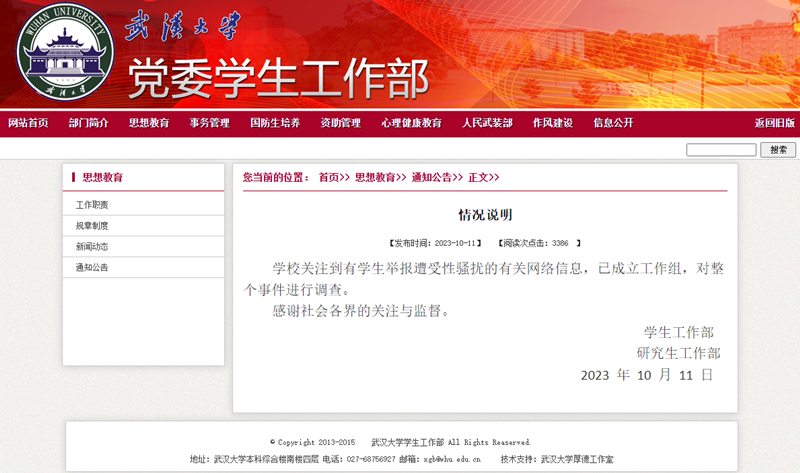 WUHAN UNIVERSITY
1893
武汉大学
武漢大学
党委学生工作部
网站首页 部门简介 思想教育 事务管理 国防生培养 资助管理 心理健康教育 人民武装部 作风建设 信息公开 返回旧版
搜索
思想教育
工作职责
规章制度
新闻动态
通知公告
您当前的位置： 首页>> 思想教育>> 通知公告>> 正文>>
情况说明
【发布时间：2023-10-11】 【阅读次点击：3386 】
学校关注到有学生举报遭受性骚扰的有关网络信息，已成立工作组，对整
个事件进行调查。
感谢社会各界的关注与监督。
学生工作部
研究生工作部
2023 年 10 月 11 日
© Copyright 2013-2015 武汉大学学生工作部 All Rights Reaserved.
地址：武汉大学本科综合楼南楼四层 电话：027-68756927 邮箱：xgb@whu.edu.cn 技术支持：武汉大学厚德工作室